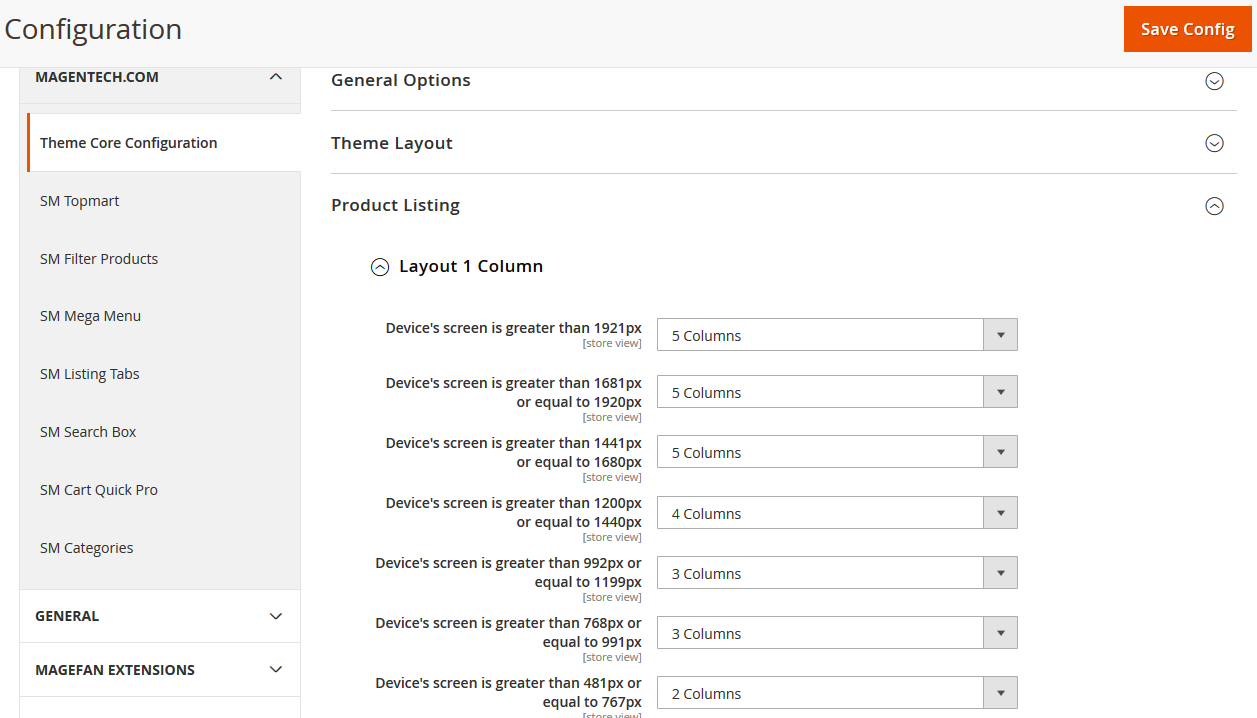 Configuration
Save Config
MAGENTECH.COM
Theme Core Configuration
SM Topmart
SM Filter Products
SM Mega Menu
SM Listing Tabs
SM Search Box
SM Cart Quick Pro
SM Categories
GENERAL
MAGEFAN EXTENSIONS
General Options
Theme Layout
Product Listing
Layout 1 Column
Device's screen is greater than 1921px
[store view]
5 Columns
Device's screen is greater than 1681px
or equal to 1920px
[store view]
5 Columns
Device's screen is greater than 1441px
or equal to 1680px
[store view]
5 Columns
Device's screen is greater than 1200px
or equal to 1440px
[store view]
4 Columns
Device's screen is greater than 992px or
equal to 1199px
[store view]
3 Columns
Device's screen is greater than 768px or
equal to 991px
[store view]
3 Columns
Device's screen is greater than 481px or
equal to 767px
[store view]
2 Columns